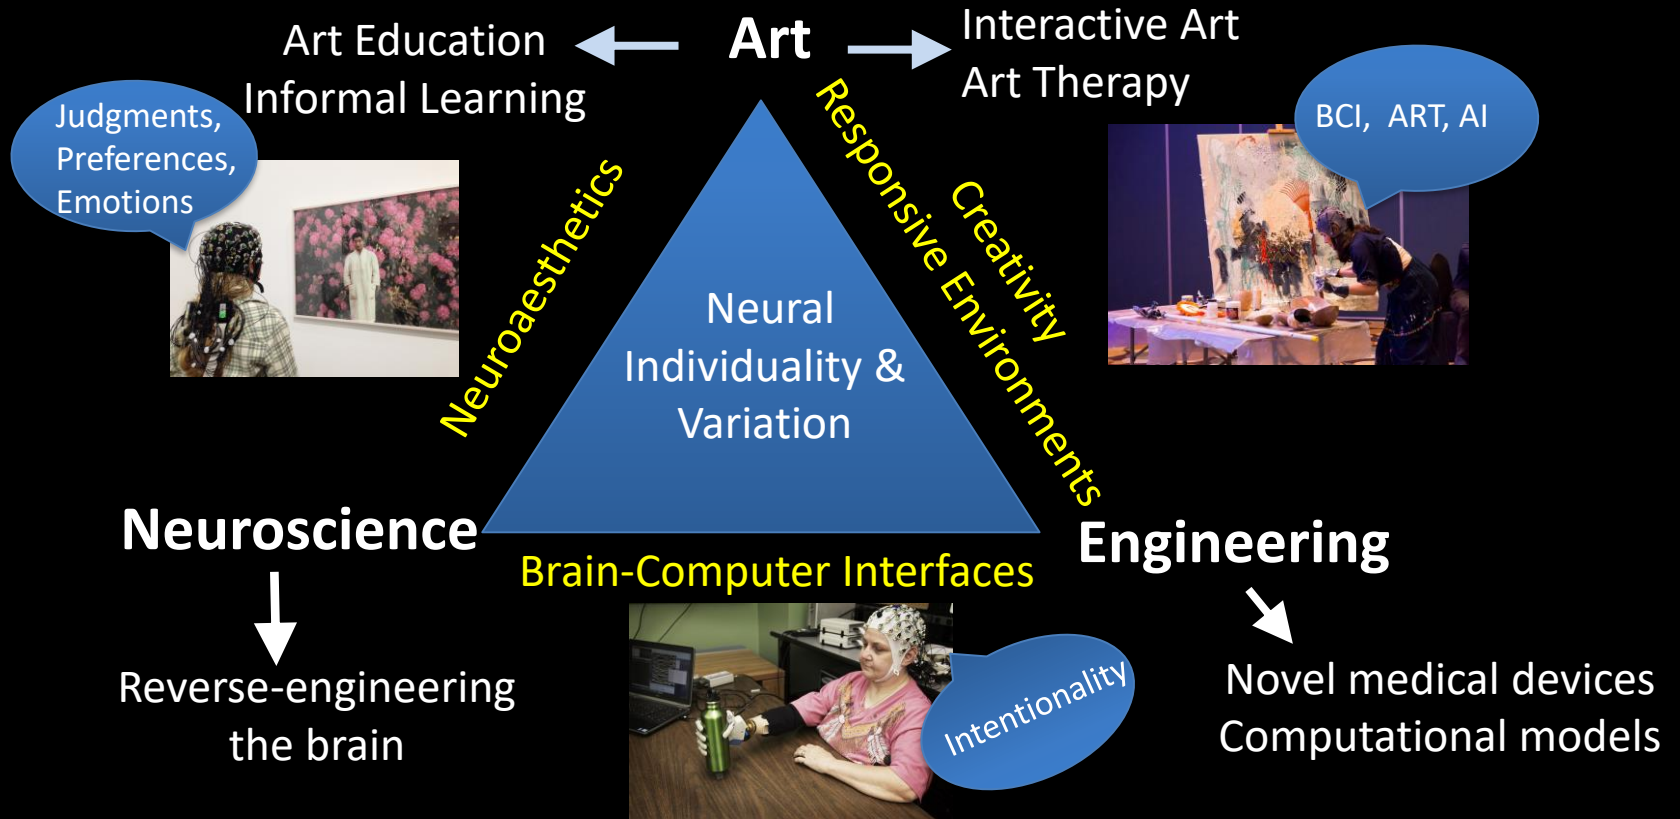 Art
Art Education
Informal Learning
Interactive Art
Art Therapy
Judgments,
Preferences,
Emotions
BCI,  ART, AI
Neuroaesthetics
Responsive Environments
Creativity
Neural
Individuality &
Variation
Neuroscience
Engineering
Brain-Computer Interfaces
Reverse-engineering
the brain
Intentionality
Novel medical devices
Computational models